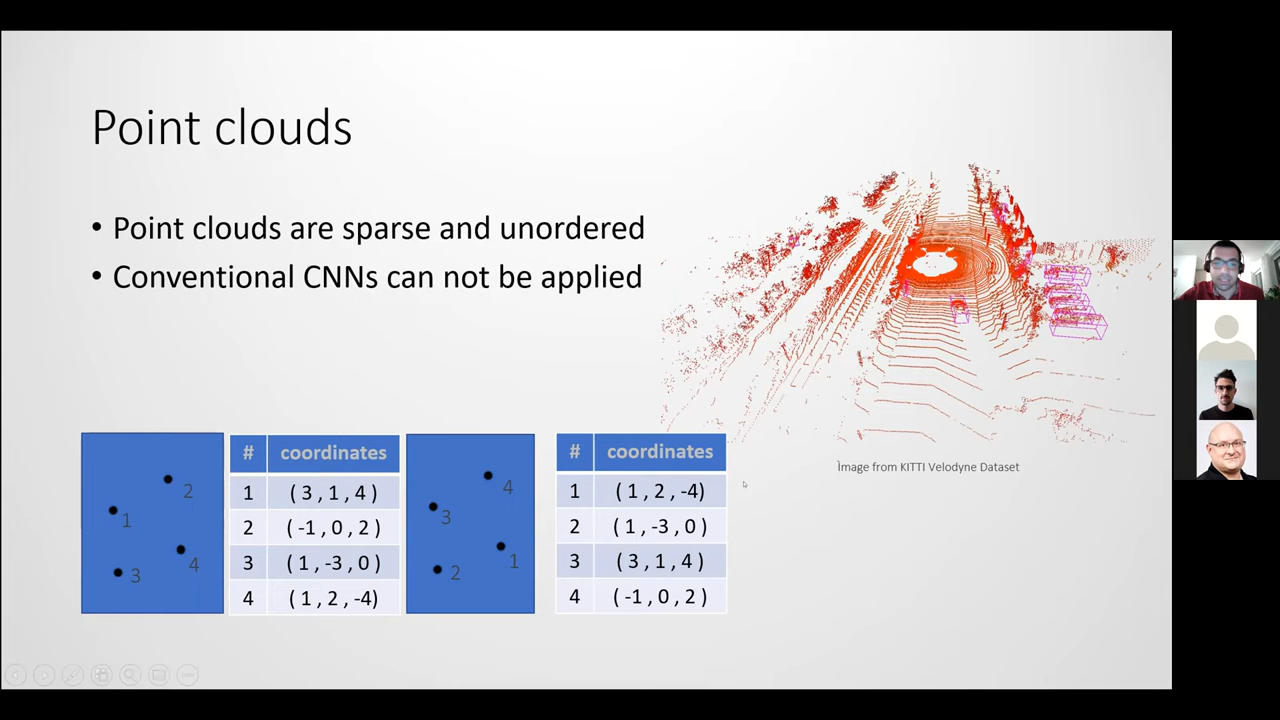 Point clouds
• Point clouds are sparse and unordered
• Conventional CNNs can not be applied
Image from KITTI Velodyne Dataset
2
1
4
3
# coordinates
1 ( 3 , 1 , 4 )
2 ( -1 , 0 , 2 )
3 ( 1 , -3 , 0 )
4 ( 1 , 2 , -4)
4
3
1
2
# coordinates
1 ( 1 , 2 , -4)
2 ( 1 , -3 , 0 )
3 ( 3 , 1 , 4 )
4 ( -1 , 0 , 2 )